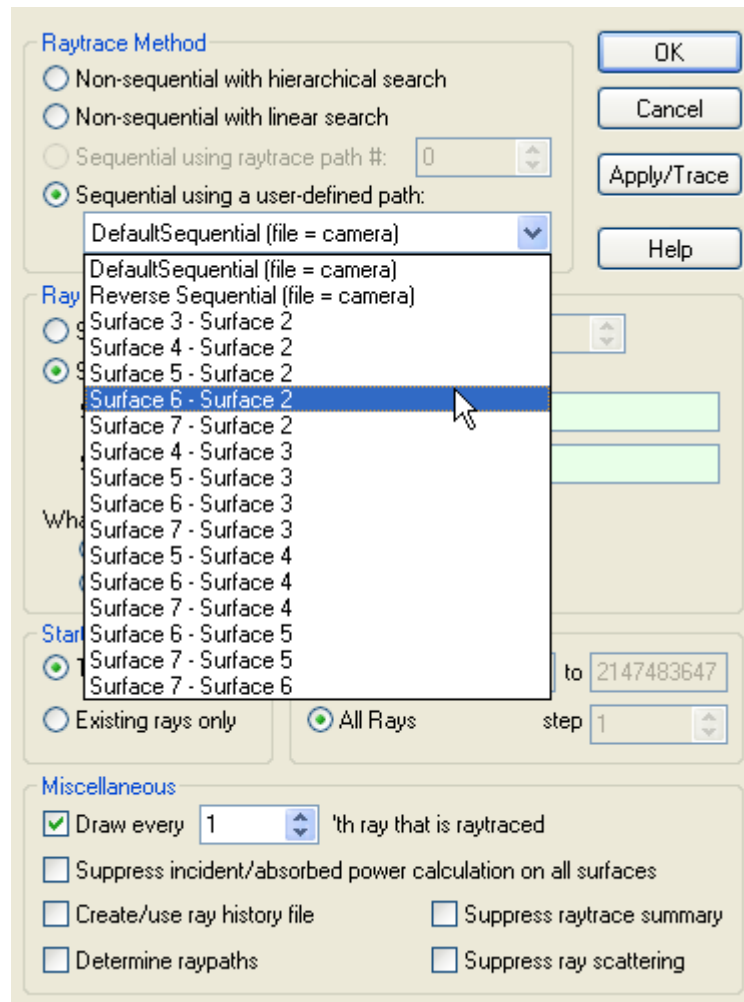 Raytrace Method
Non-sequential with hierarchical search
Non-sequential with linear search
Sequential using raytrace path #: 0
Sequential using a user-defined path:
DefaultSequential (file = camera)
OK
Cancel
Apply/Trace
Help
DefaultSequential (file = camera)
Reverse Sequential (file = camera)
Surface 3 - Surface 2
Surface 4 - Surface 2
Surface 5 - Surface 2
Surface 6 - Surface 2
Surface 7 - Surface 2
Surface 4 - Surface 3
Surface 5 - Surface 3
Surface 6 - Surface 3
Surface 7 - Surface 3
Surface 5 - Surface 4
Surface 6 - Surface 4
Surface 7 - Surface 4
Surface 6 - Surface 5
Surface 7 - Surface 5
Surface 7 - Surface 6
Ray
Wha
Star
to 2147483647
Existing rays only
All Rays
step 1
Miscellaneous
Draw every 1 'th ray that is raytraced
Suppress incident/absorbed power calculation on all surfaces
Create/use ray history file
Suppress raytrace summary
Determine raypaths
Suppress ray scattering